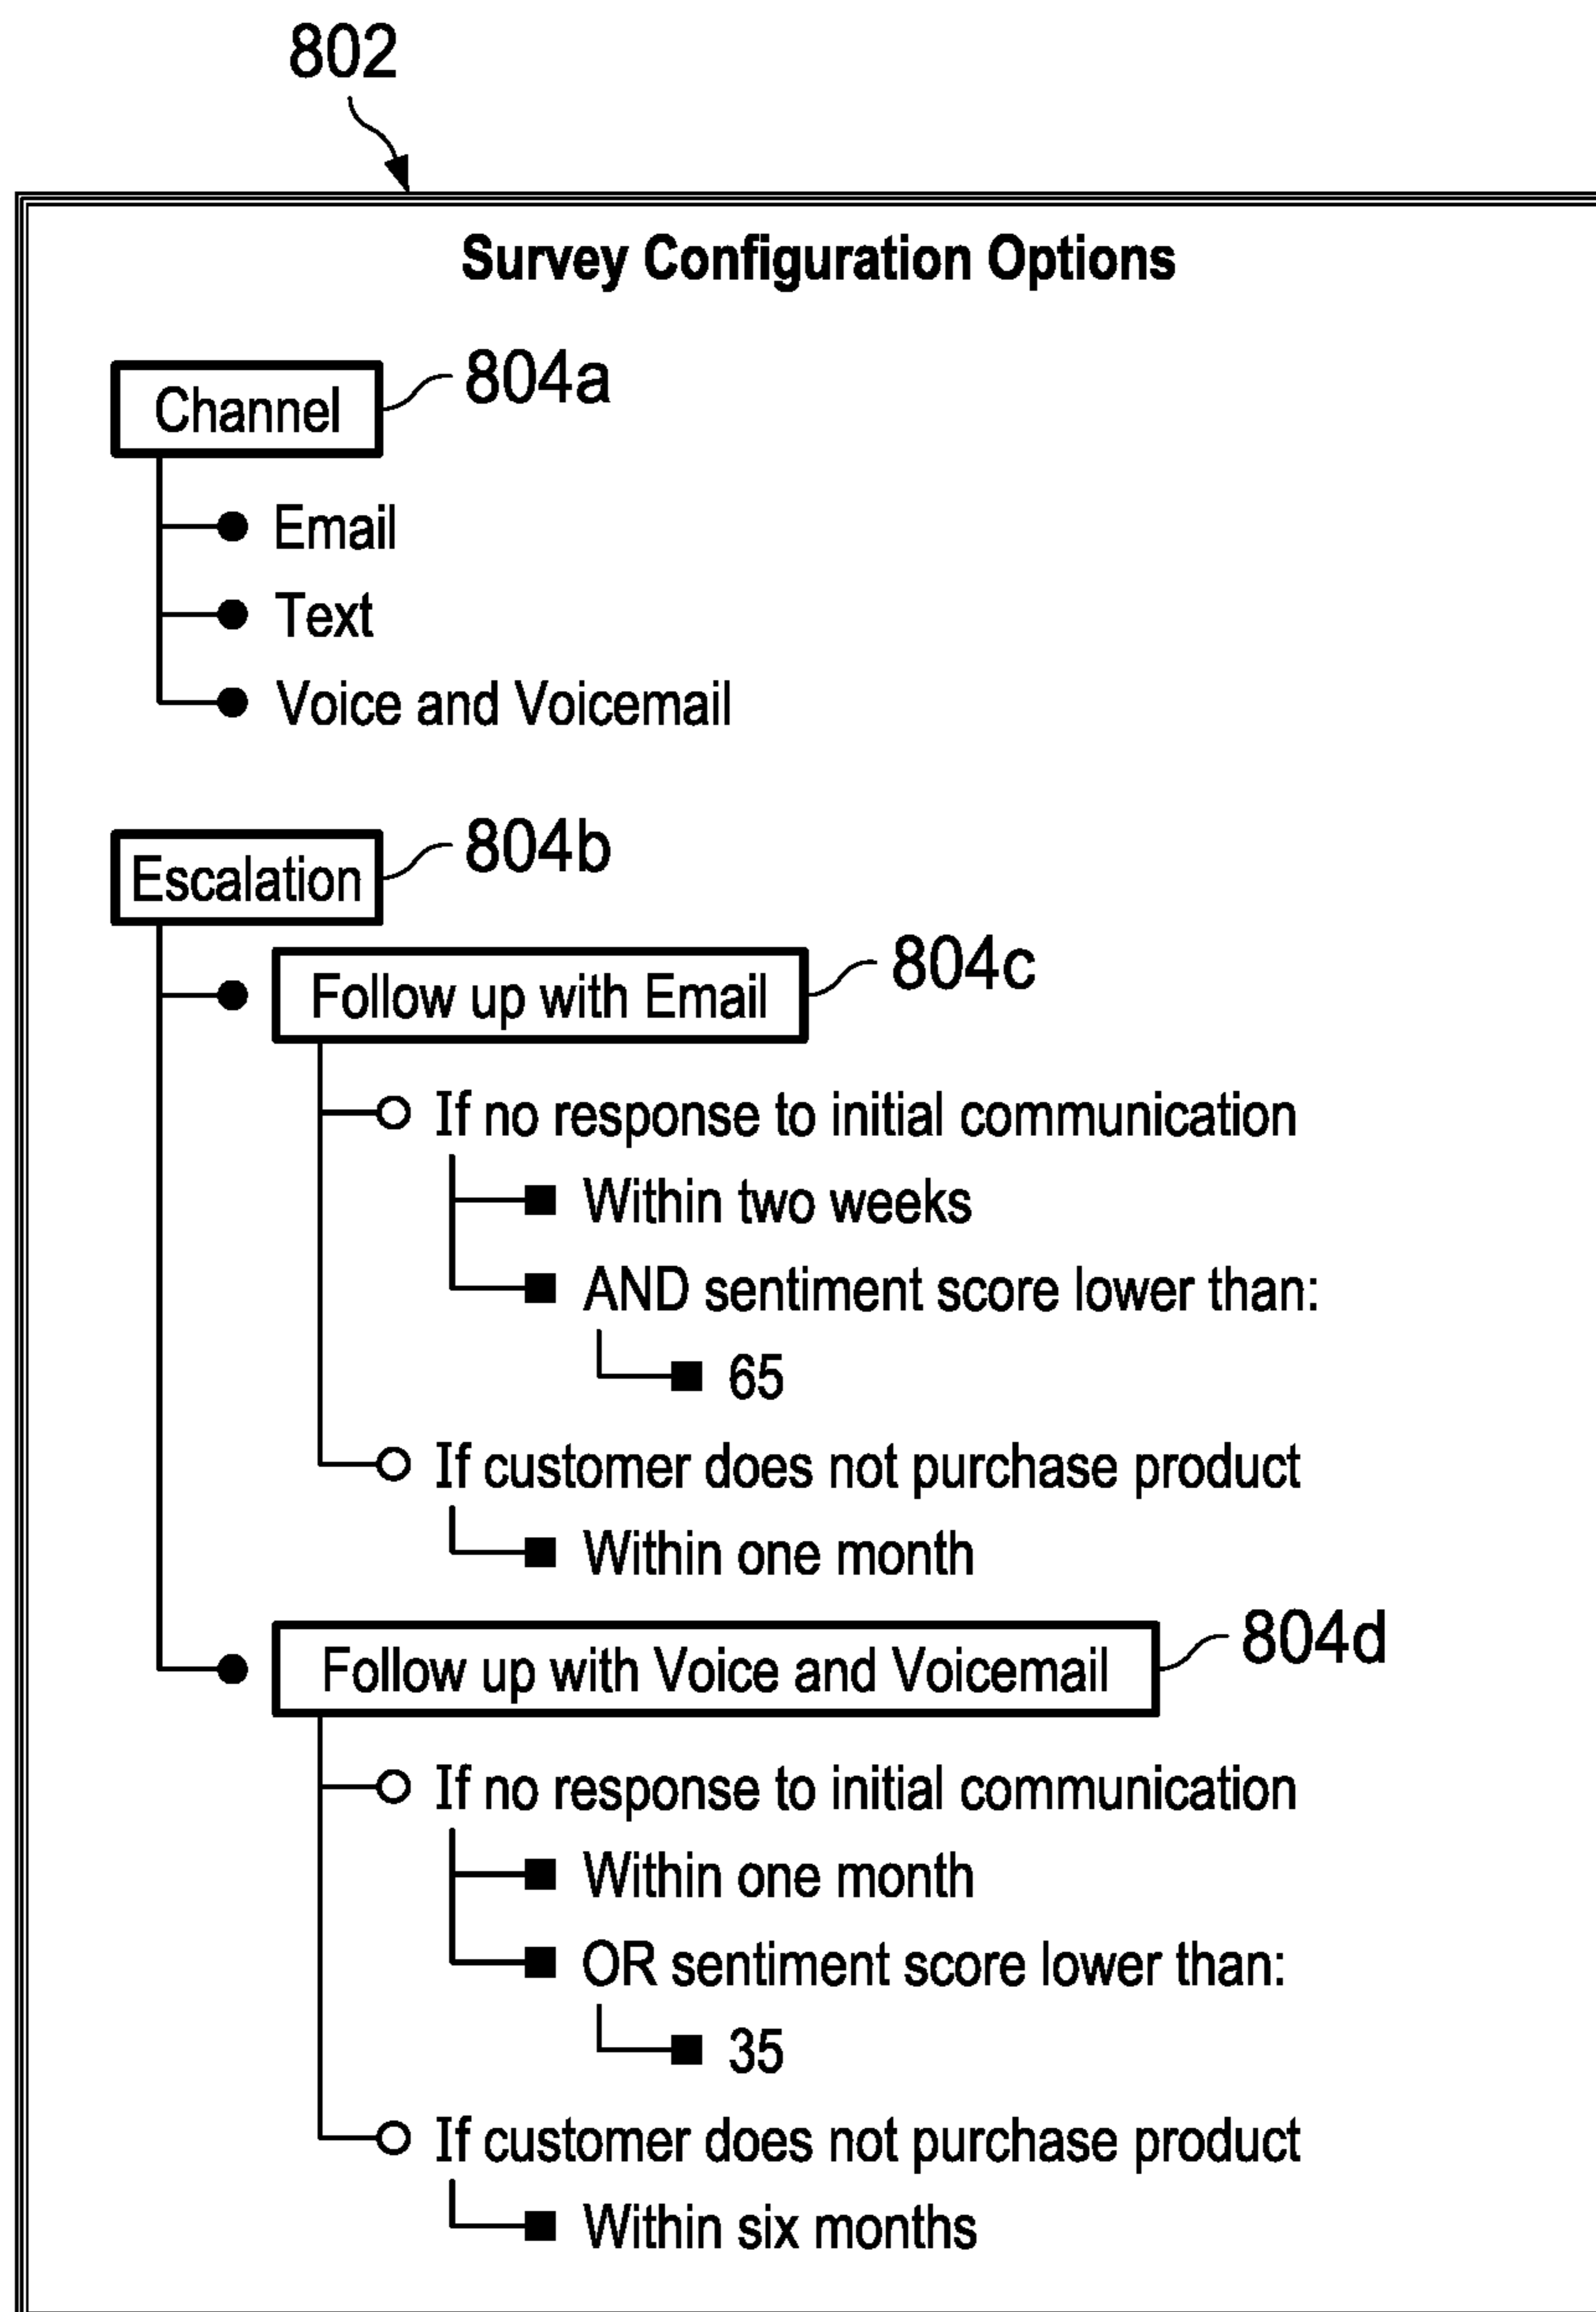 802
Survey Configuration Options
Channel 804a
Email
Text
Voice and Voicemail
Escalation 804b
Follow up with Email 804c
If no response to initial communication
Within two weeks
AND sentiment score lower than:
65
If customer does not purchase product
Within one month
Follow up with Voice and Voicemail 804d
If no response to initial communication
Within one month
OR sentiment score lower than:
35
If customer does not purchase product
Within six months